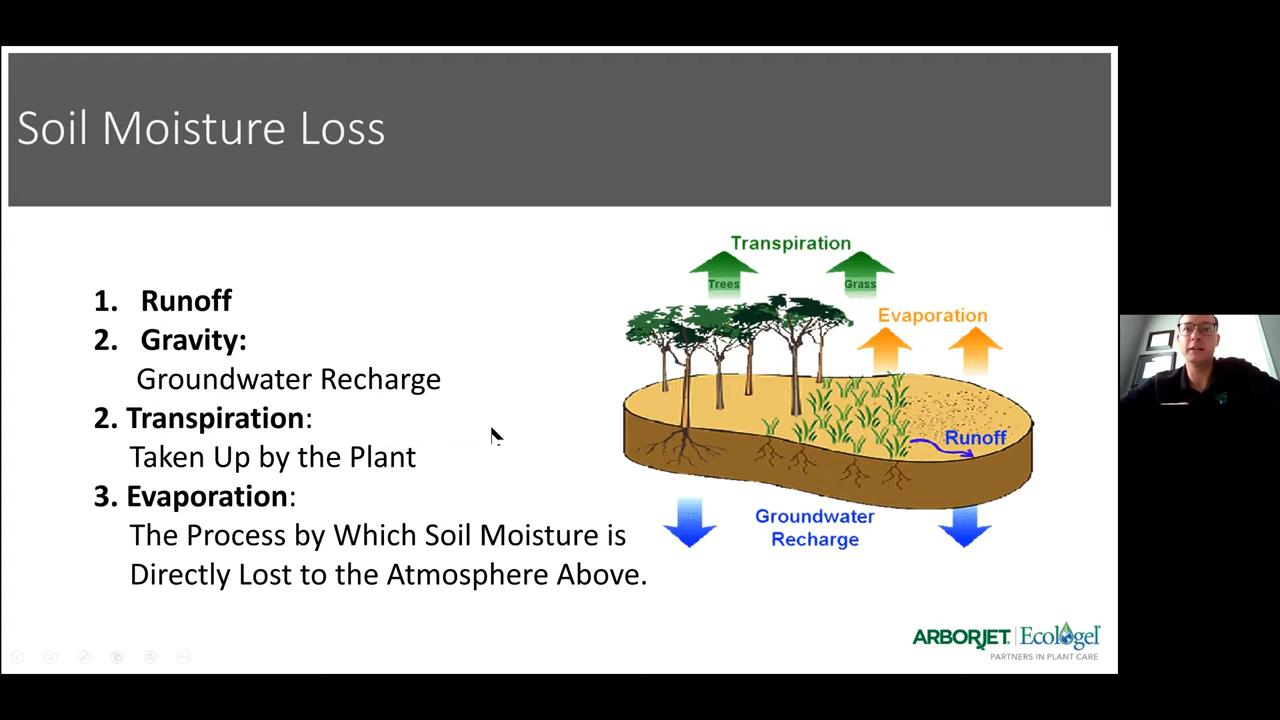 Soil Moisture Loss
1. Runoff
2. Gravity:
Groundwater Recharge
2. Transpiration:
Taken Up by the Plant
3. Evaporation:
The Process by Which Soil Moisture is
Directly Lost to the Atmosphere Above.
Transpiration
Trees
Grass
Evaporation
Runoff
Groundwater
Recharge
ARBORJET | Ecologel
PARTNERS IN PLANT CARE